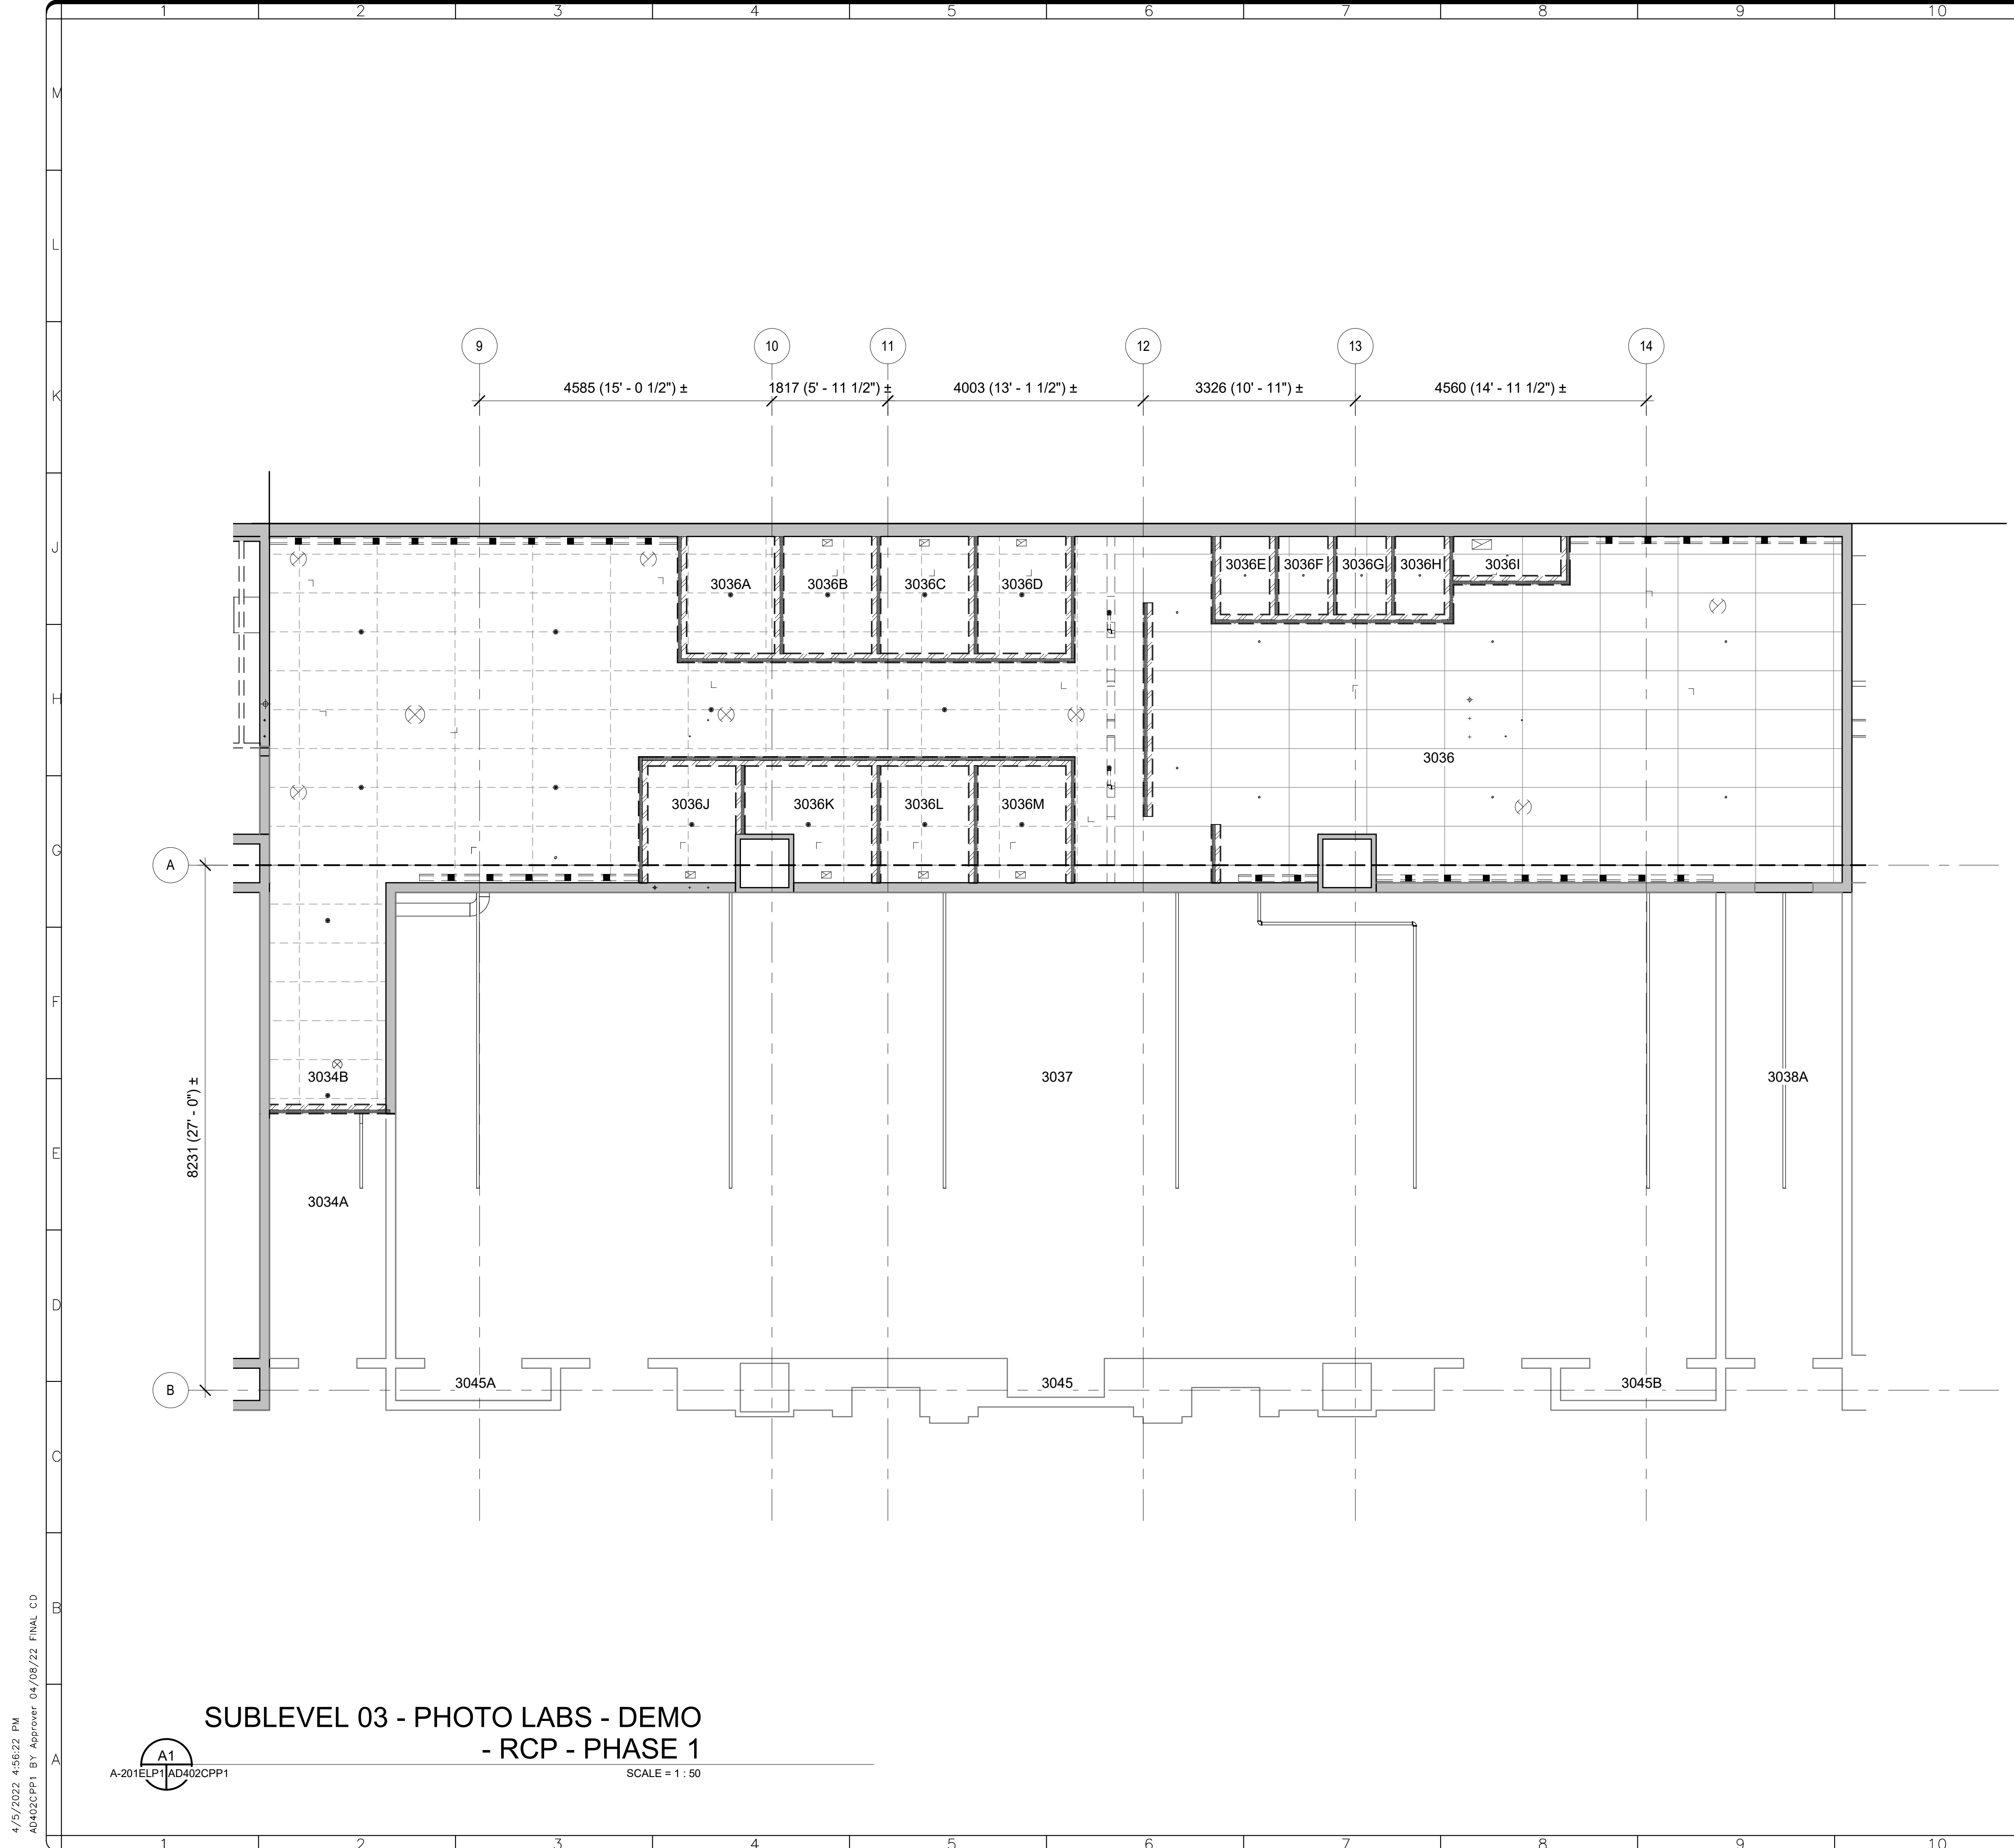 1 2 3 4 5 6 7 8 9 10
M
L
K
J
H
G
F
E
D
C
B
A
9 10 11 12 13 14
4585 (15' - 0 1/2") ± 1817 (5' - 11 1/2") ± 4003 (13' - 1 1/2") ± 3326 (10' - 11") ± 4560 (14' - 11 1/2") ±
3036A 3036B 3036C 3036D 3036E 3036F 3036G 3036H 3036I
3036
3036J 3036K 3036L 3036M
A
8231 (27' - 0") ±
3034B 3037 3038A
3034A
B
3045A 3045 3045B
SUBLEVEL 03 - PHOTO LABS - DEMO
- RCP - PHASE 1
A1
A-201ELP1 AD402CPP1
SCALE = 1 : 50
4/5/2022 4:56:22 PM
AD402CPP1 BY Approver 04/08/22 FINAL CD
1 2 3 4 5 6 7 8 9 10